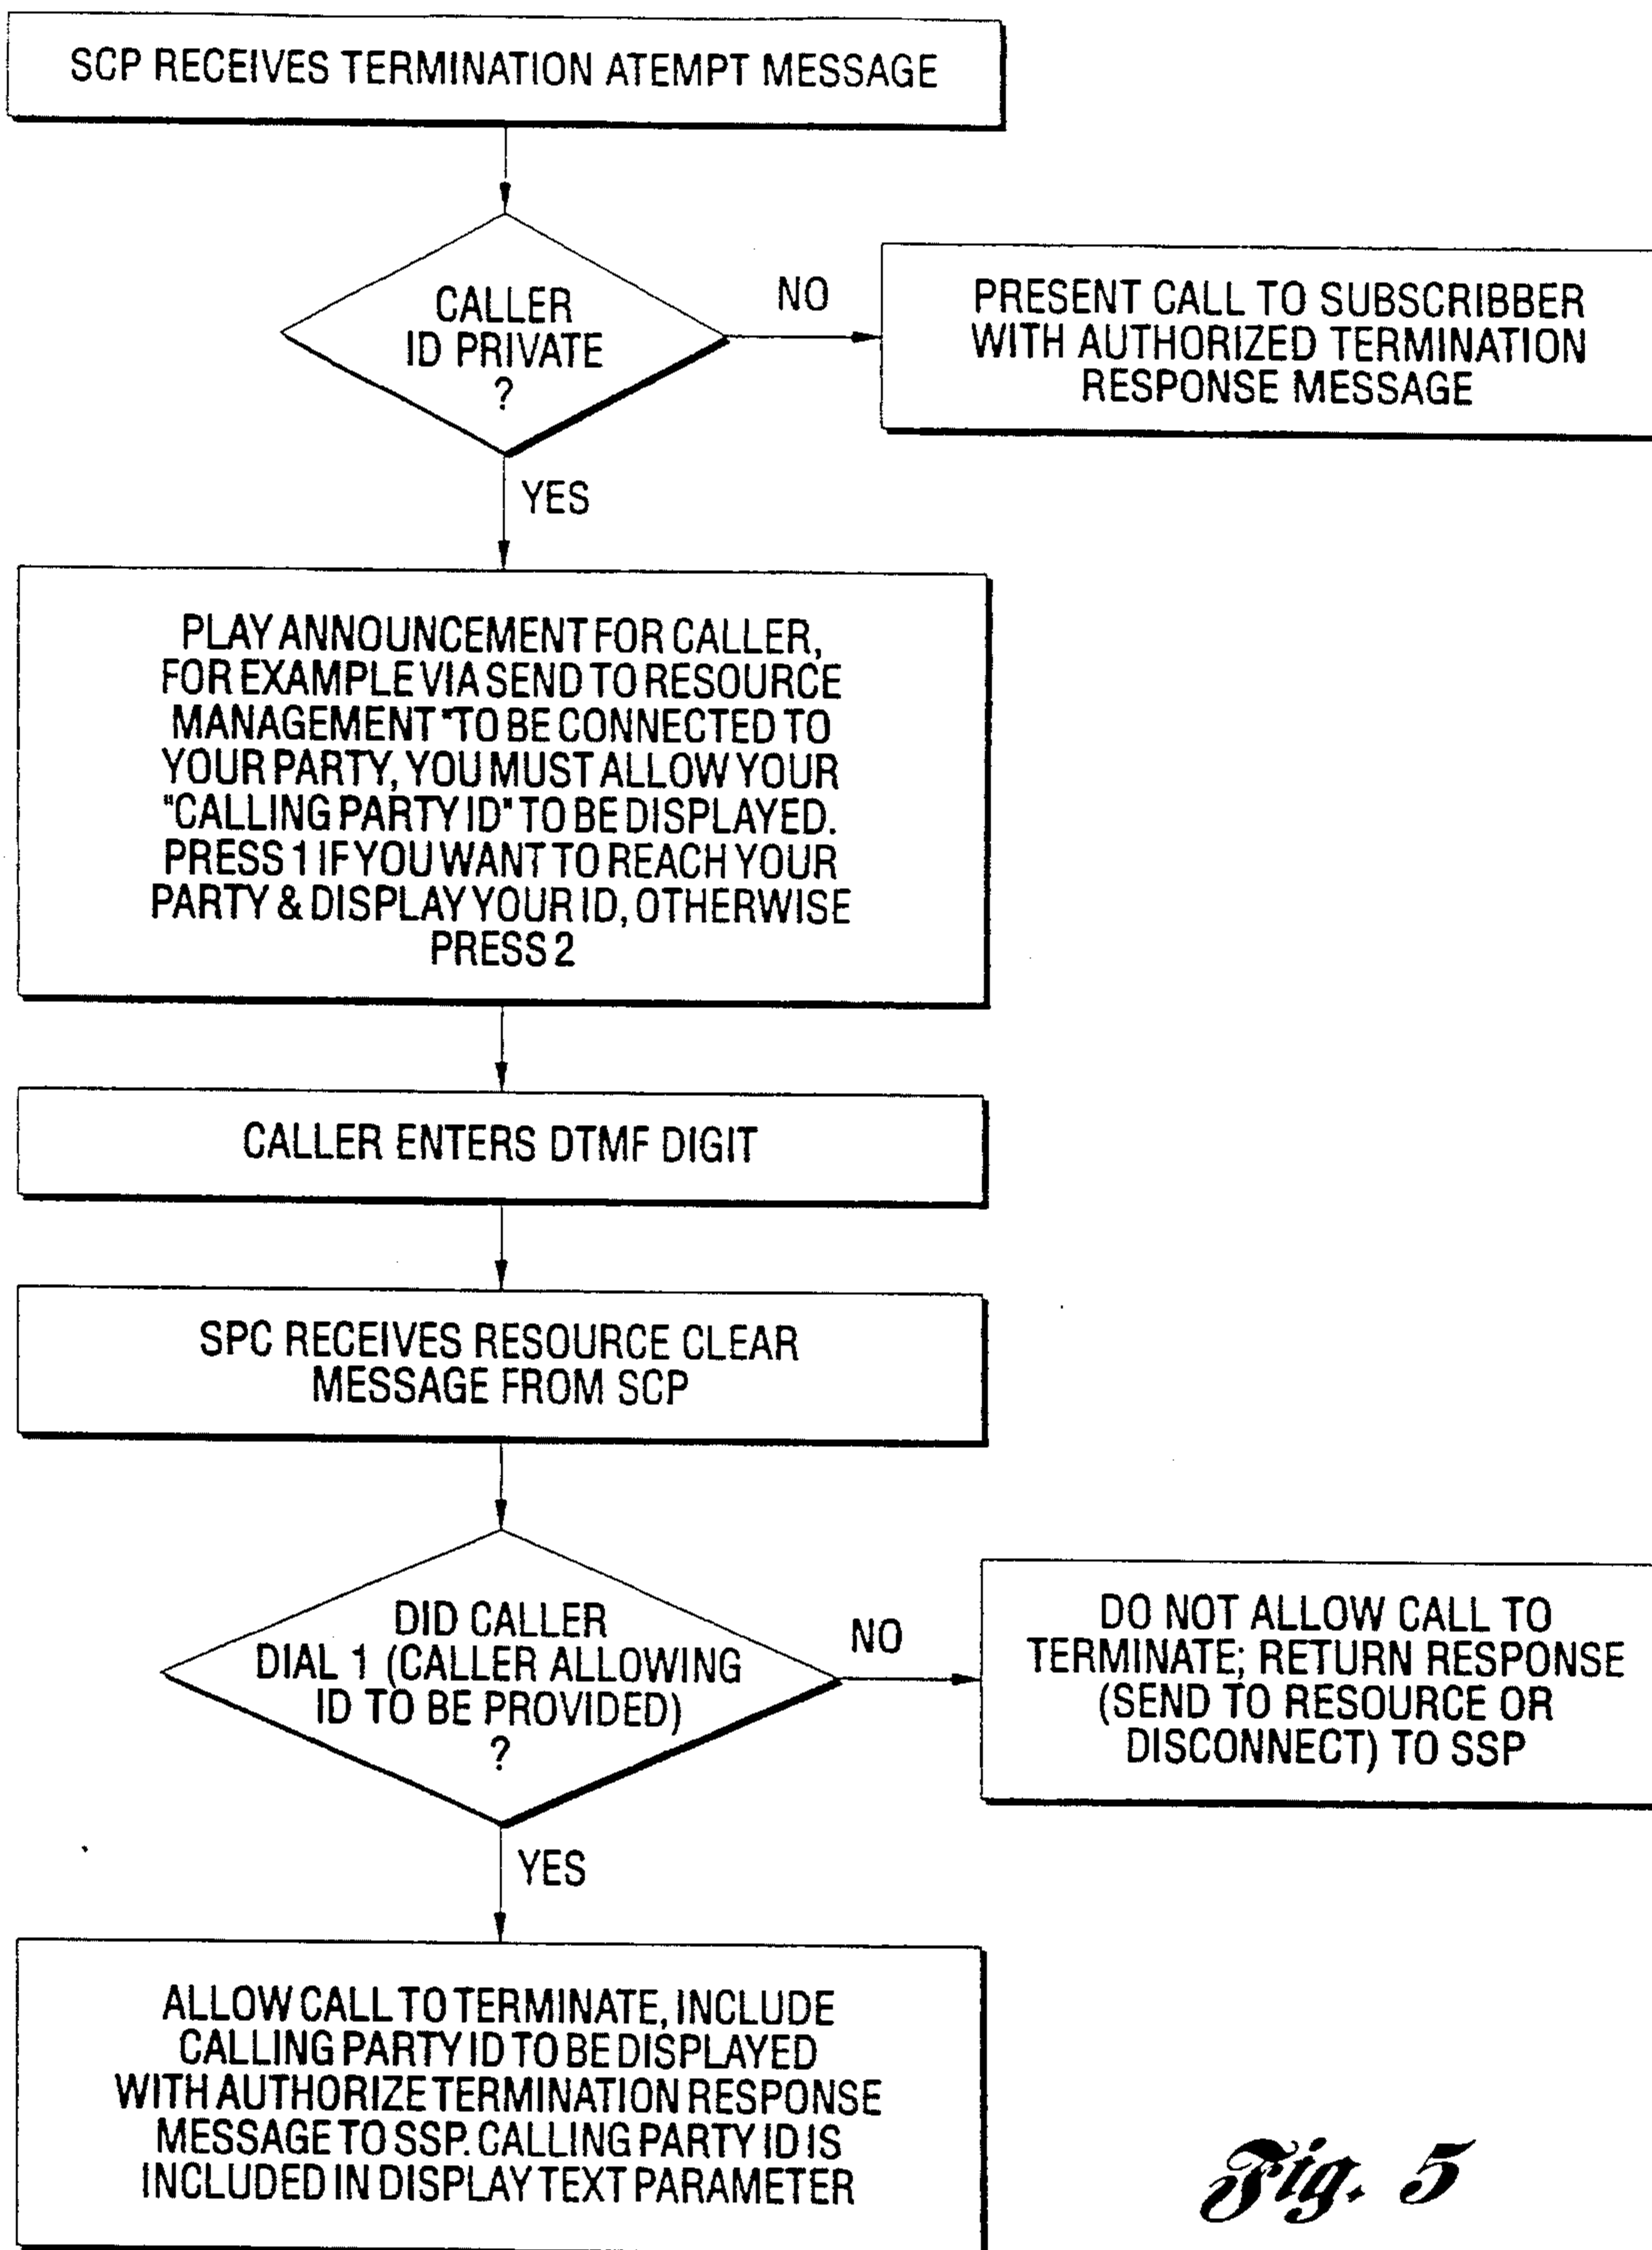 SCP RECEIVES TERMINATION ATEMPT MESSAGE
CALLER
ID PRIVATE
?
NO
PRESENT CALL TO SUBSCRIBBER
WITH AUTHORIZED TERMINATION
RESPONSE MESSAGE
YES
PLAY ANNOUNCEMENT FOR CALLER,
FOR EXAMPLE VIA SEND TO RESOURCE
MANAGEMENT "TO BE CONNECTED TO
YOUR PARTY, YOU MUST ALLOW YOUR
"CALLING PARTY ID" TO BE DISPLAYED.
PRESS 1 IF YOU WANT TO REACH YOUR
PARTY & DISPLAY YOUR ID, OTHERWISE
PRESS 2
CALLER ENTERS DTMF DIGIT
SPC RECEIVES RESOURCE CLEAR
MESSAGE FROM SCP
DID CALLER
DIAL 1 (CALLER ALLOWING
ID TO BE PROVIDED)
?
NO
DO NOT ALLOW CALL TO
TERMINATE; RETURN RESPONSE
(SEND TO RESOURCE OR
DISCONNECT) TO SSP
YES
ALLOW CALL TO TERMINATE, INCLUDE
CALLING PARTY ID TO BE DISPLAYED
WITH AUTHORIZE TERMINATION RESPONSE
MESSAGE TO SSP. CALLING PARTY ID IS
INCLUDED IN DISPLAY TEXT PARAMETER
Fig. 5